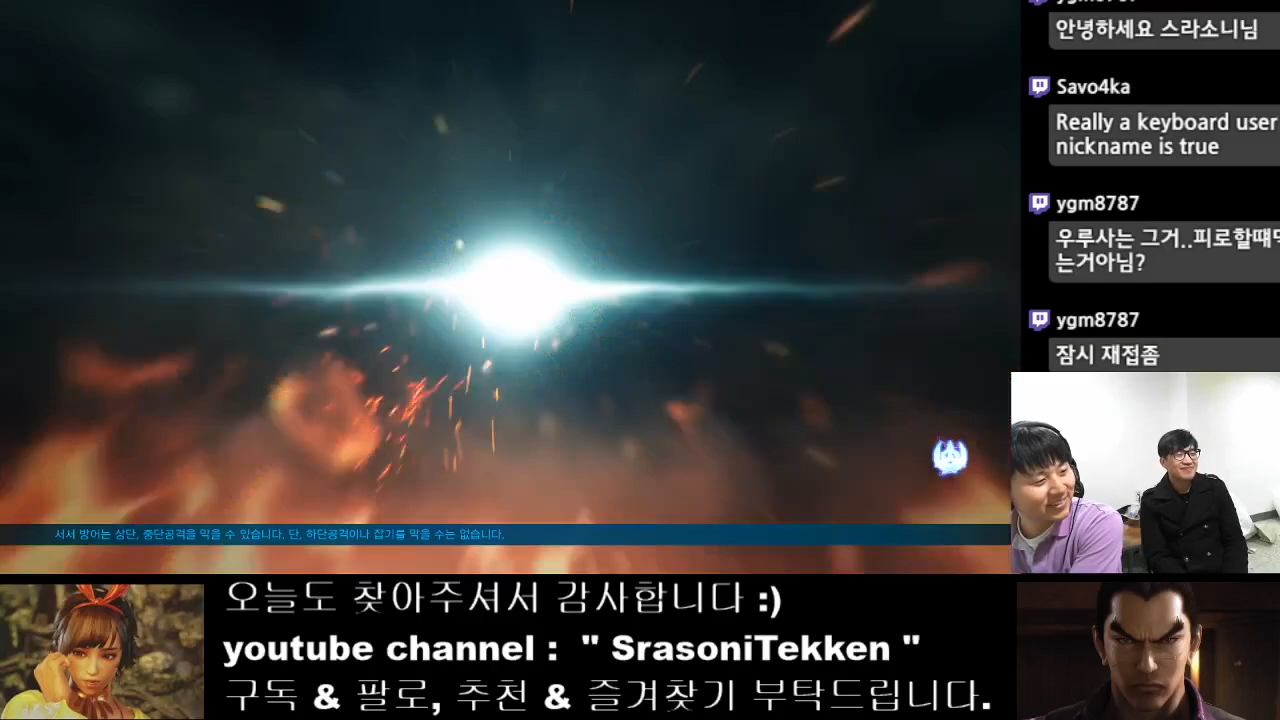 안녕하세요 스라소니님
Savo4ka
Really a keyboard user
nickname is true
ygm8787
우루사는 그거..피로할떄
는거아님?
ygm8787
잠시 재접좀
서서 방어는 상단, 중단공격을 막을 수 있습니다. 단, 하단공격이나 잡기를 막을 수는 없습니다.
오늘도 찾아주셔서 감사합니다 :)
youtube channel : " SrasoniTekken "
구독 & 팔로, 추천 & 즐겨찾기 부탁드립니다.